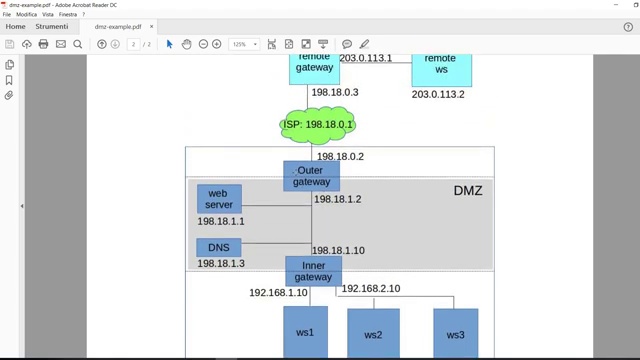 dmz-example.pdf - Adobe Acrobat Reader DC
File Modifica Vista Finestra ?
Home Strumenti dmz-example.pdf ×
2 / 2 125%
remote
gateway
203.0.113.1
remote
ws
198.18.0.3
203.0.113.2
ISP: 198.18.0.1
198.18.0.2
Outer
gateway
DMZ
web
server
198.18.1.2
198.18.1.1
DNS
198.18.1.10
198.18.1.3
Inner
gateway
192.168.1.10
192.168.2.10
ws1
ws2
ws3